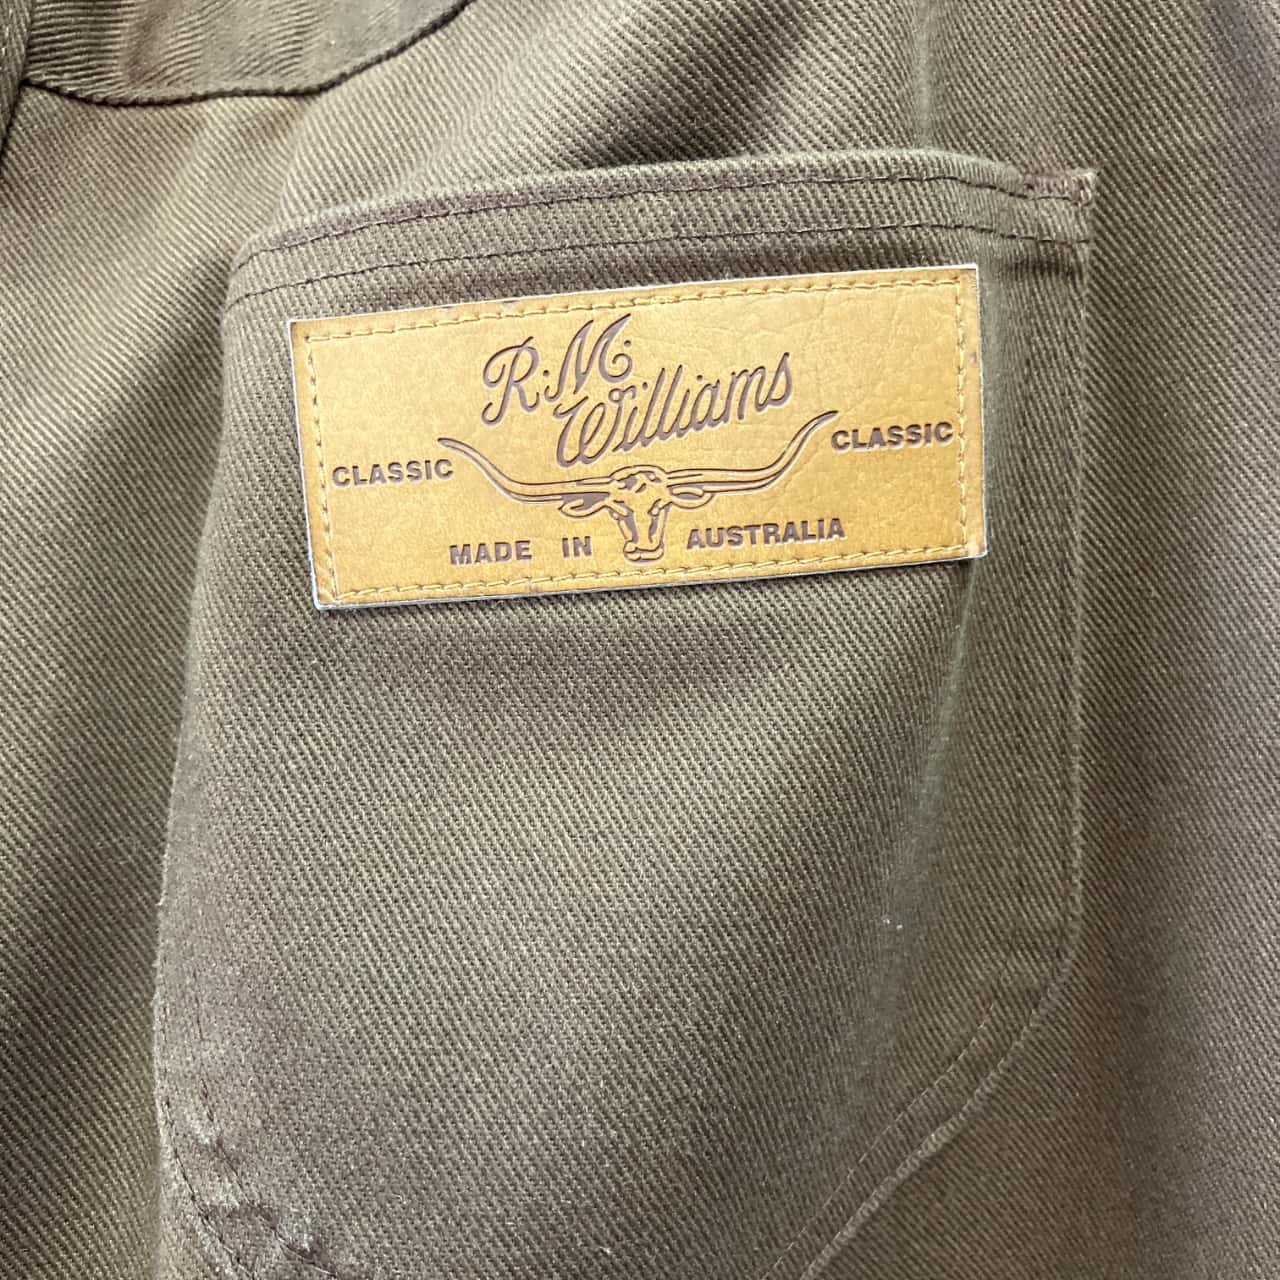 R.M.
Williams
CLASSIC CLASSIC
MADE IN AUSTRALIA